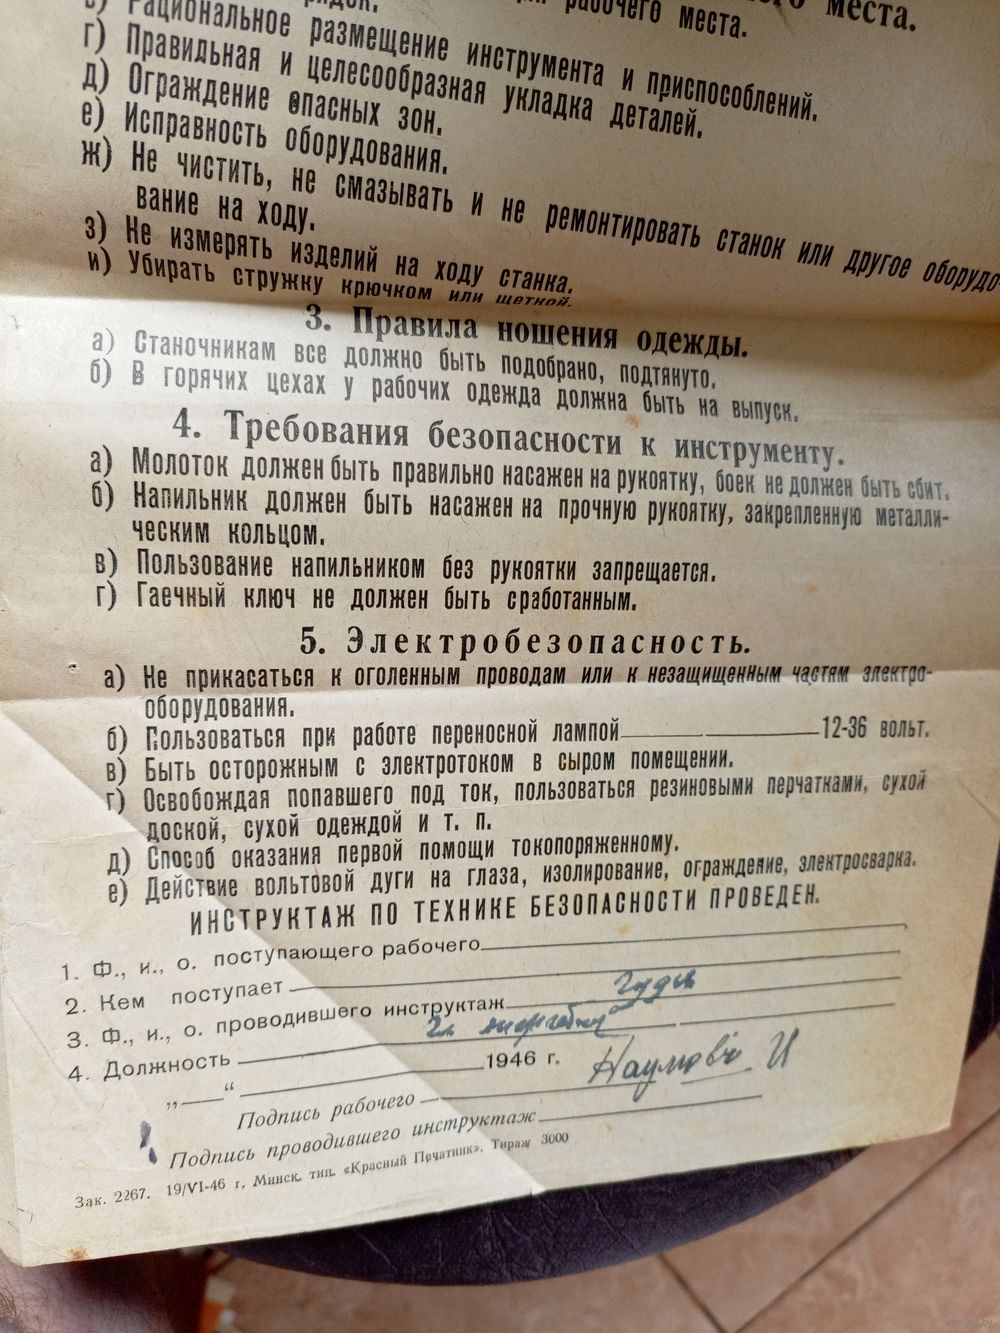 рабочего места.
места.
в) Рациональное размещение инструмента и приспособлений.
г) Правильная и целесообразная укладка деталей.
д) Ограждение опасных зон.
е) Исправность оборудования.
ж) Не чистить, не смазывать и не ремонтировать станок или другое оборудо-
вание на ходу.
з) Не измерять изделий на ходу станка.
и) Убирать стружку крючком или щеткой.
3. Правила ношения одежды.
а) Станочникам все должно быть подобрано, подтянуто.
б) В горячих цехах у рабочих одежда должна быть на выпуск.
4. Требования безопасности к инструменту.
а) Молоток должен быть правильно насажен на рукоятку, боек не должен быть сбит.
б) Напильник должен быть насажен на прочную рукоятку, закрепленную металли-
ческим кольцом.
в) Пользование напильником без рукоятки запрещается.
г) Гаечный ключ не должен быть сработанным.
5. Электробезопасность.
а) Не прикасаться к оголенным проводам или к незащищенным частям электро-
оборудования.
б) Пользоваться при работе переносной лампой 12-36 вольт.
в) Быть осторожным с электротоком в сыром помещении.
г) Освобождая попавшего под ток, пользоваться резиновыми перчатками, сухой
доской, сухой одеждой и т. п.
д) Способ оказания первой помощи токопораженному.
е) Действие вольтовой дуги на глаза, изолирование, ограждение, электросварка.
ИНСТРУКТАЖ ПО ТЕХНИКЕ БЕЗОПАСНОСТИ ПРОВЕДЕН.
1. Ф., и., о. поступающего рабочего
2. Кем поступает
3. Ф., и., о. проводившего инструктаж
4. Должность
„ “ 1946 г.
Подпись рабочего
Подпись проводившего инструктаж
Зак. 2267. 19/VI-46 г. Минск, тип. «Красный Печатник». Тираж 3000